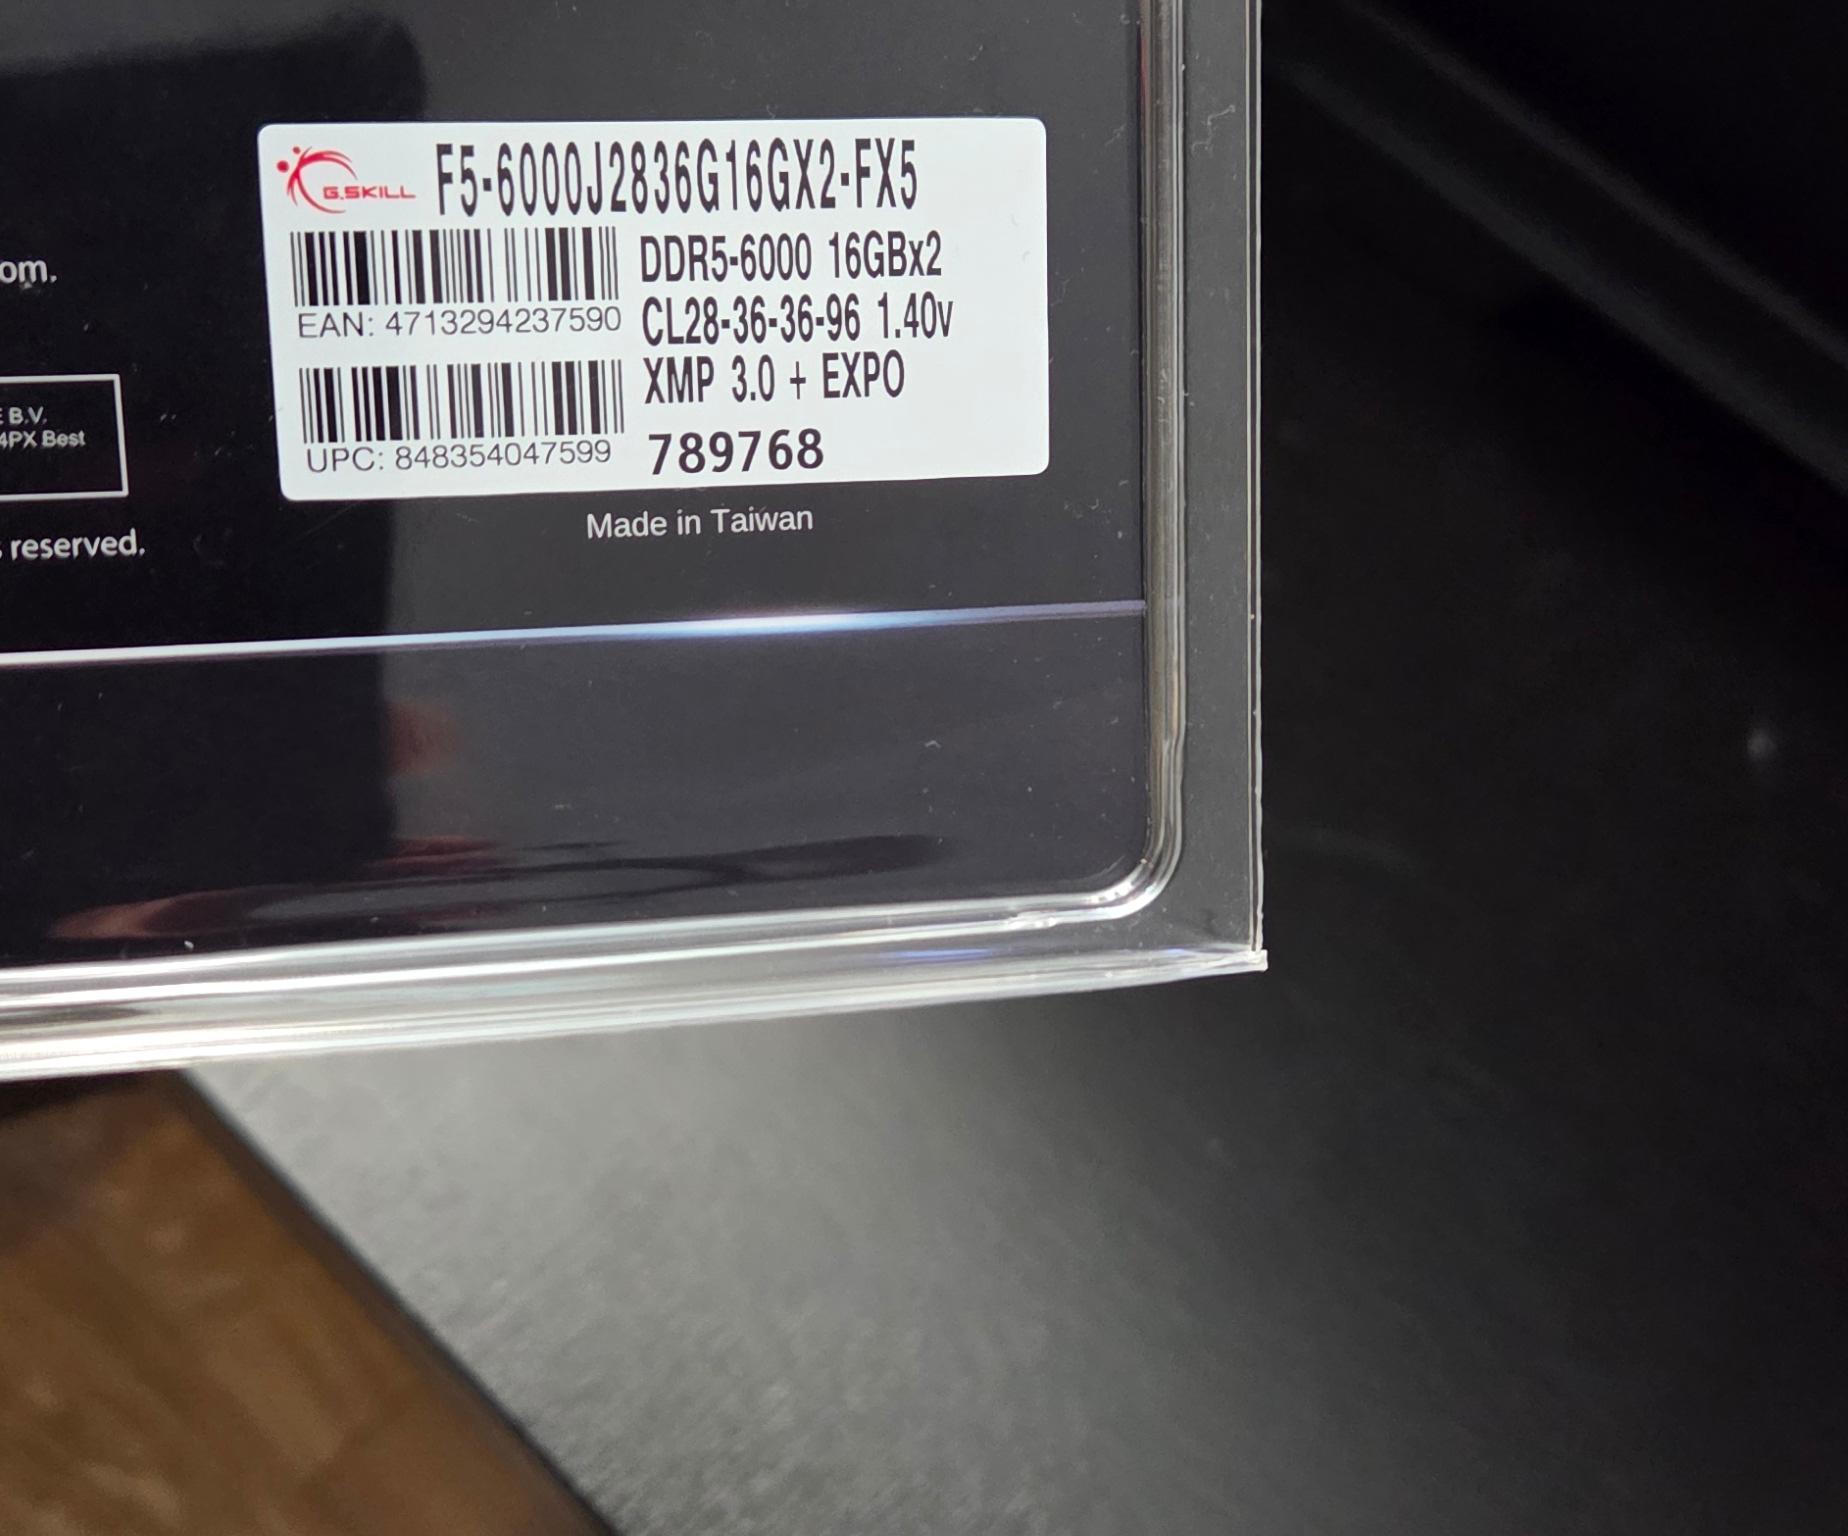 G.SKILL
F5-6000J2836G16GX2-FX5
DDR5-6000 16GBx2
EAN: 4713294237590
CL28-36-36-96 1.40v
XMP 3.0 + EXPO
UPC: 848354047599
789768
Made in Taiwan
om.
B.V.
4PX Best
reserved.